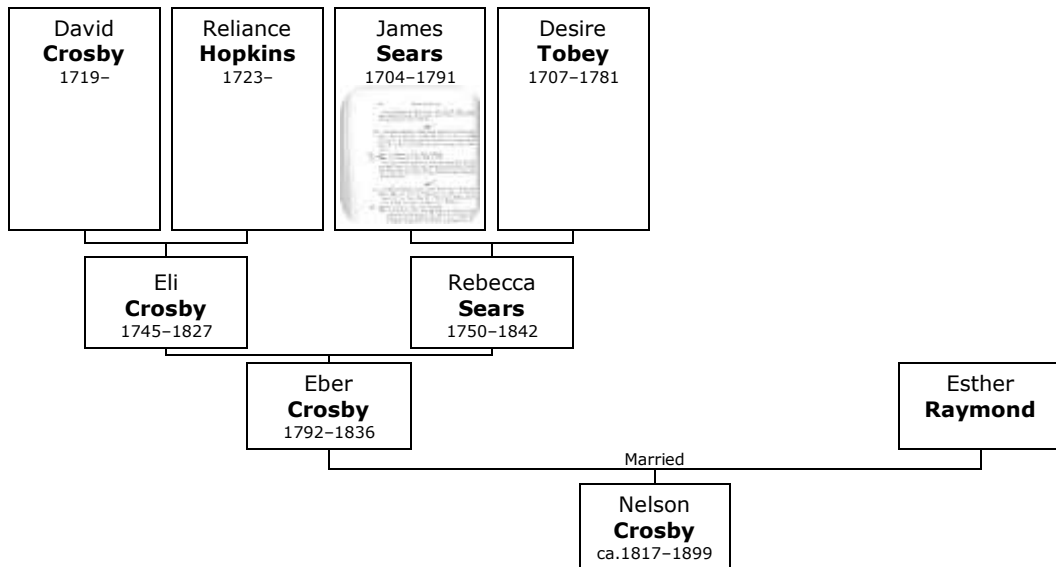 David
Crosby
1719–
Reliance
Hopkins
1723–
James
Sears
1704–1791
Desire
Tobey
1707–1781
Eli
Crosby
1745–1827
Rebecca
Sears
1750–1842
Eber
Crosby
1792–1836
Esther
Raymond
Married
Nelson
Crosby
ca.1817–1899